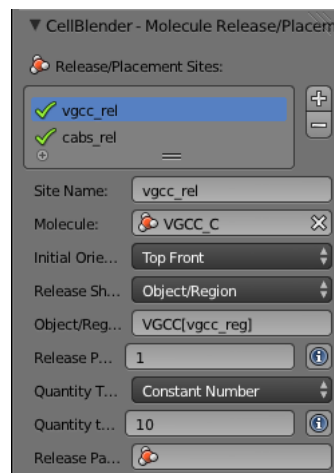 ▼ CellBlender - Molecule Release/Placem
Release/Placement Sites:
vgcc_rel
cabs_rel
Site Name: vgcc_rel
Molecule: VGCC_C
Initial Orie... Top Front
Release Sh... Object/Region
Object/Reg... VGCC[vgcc_reg]
Release P... 1
Quantity T... Constant Number
Quantity t... 10
Release Pa...